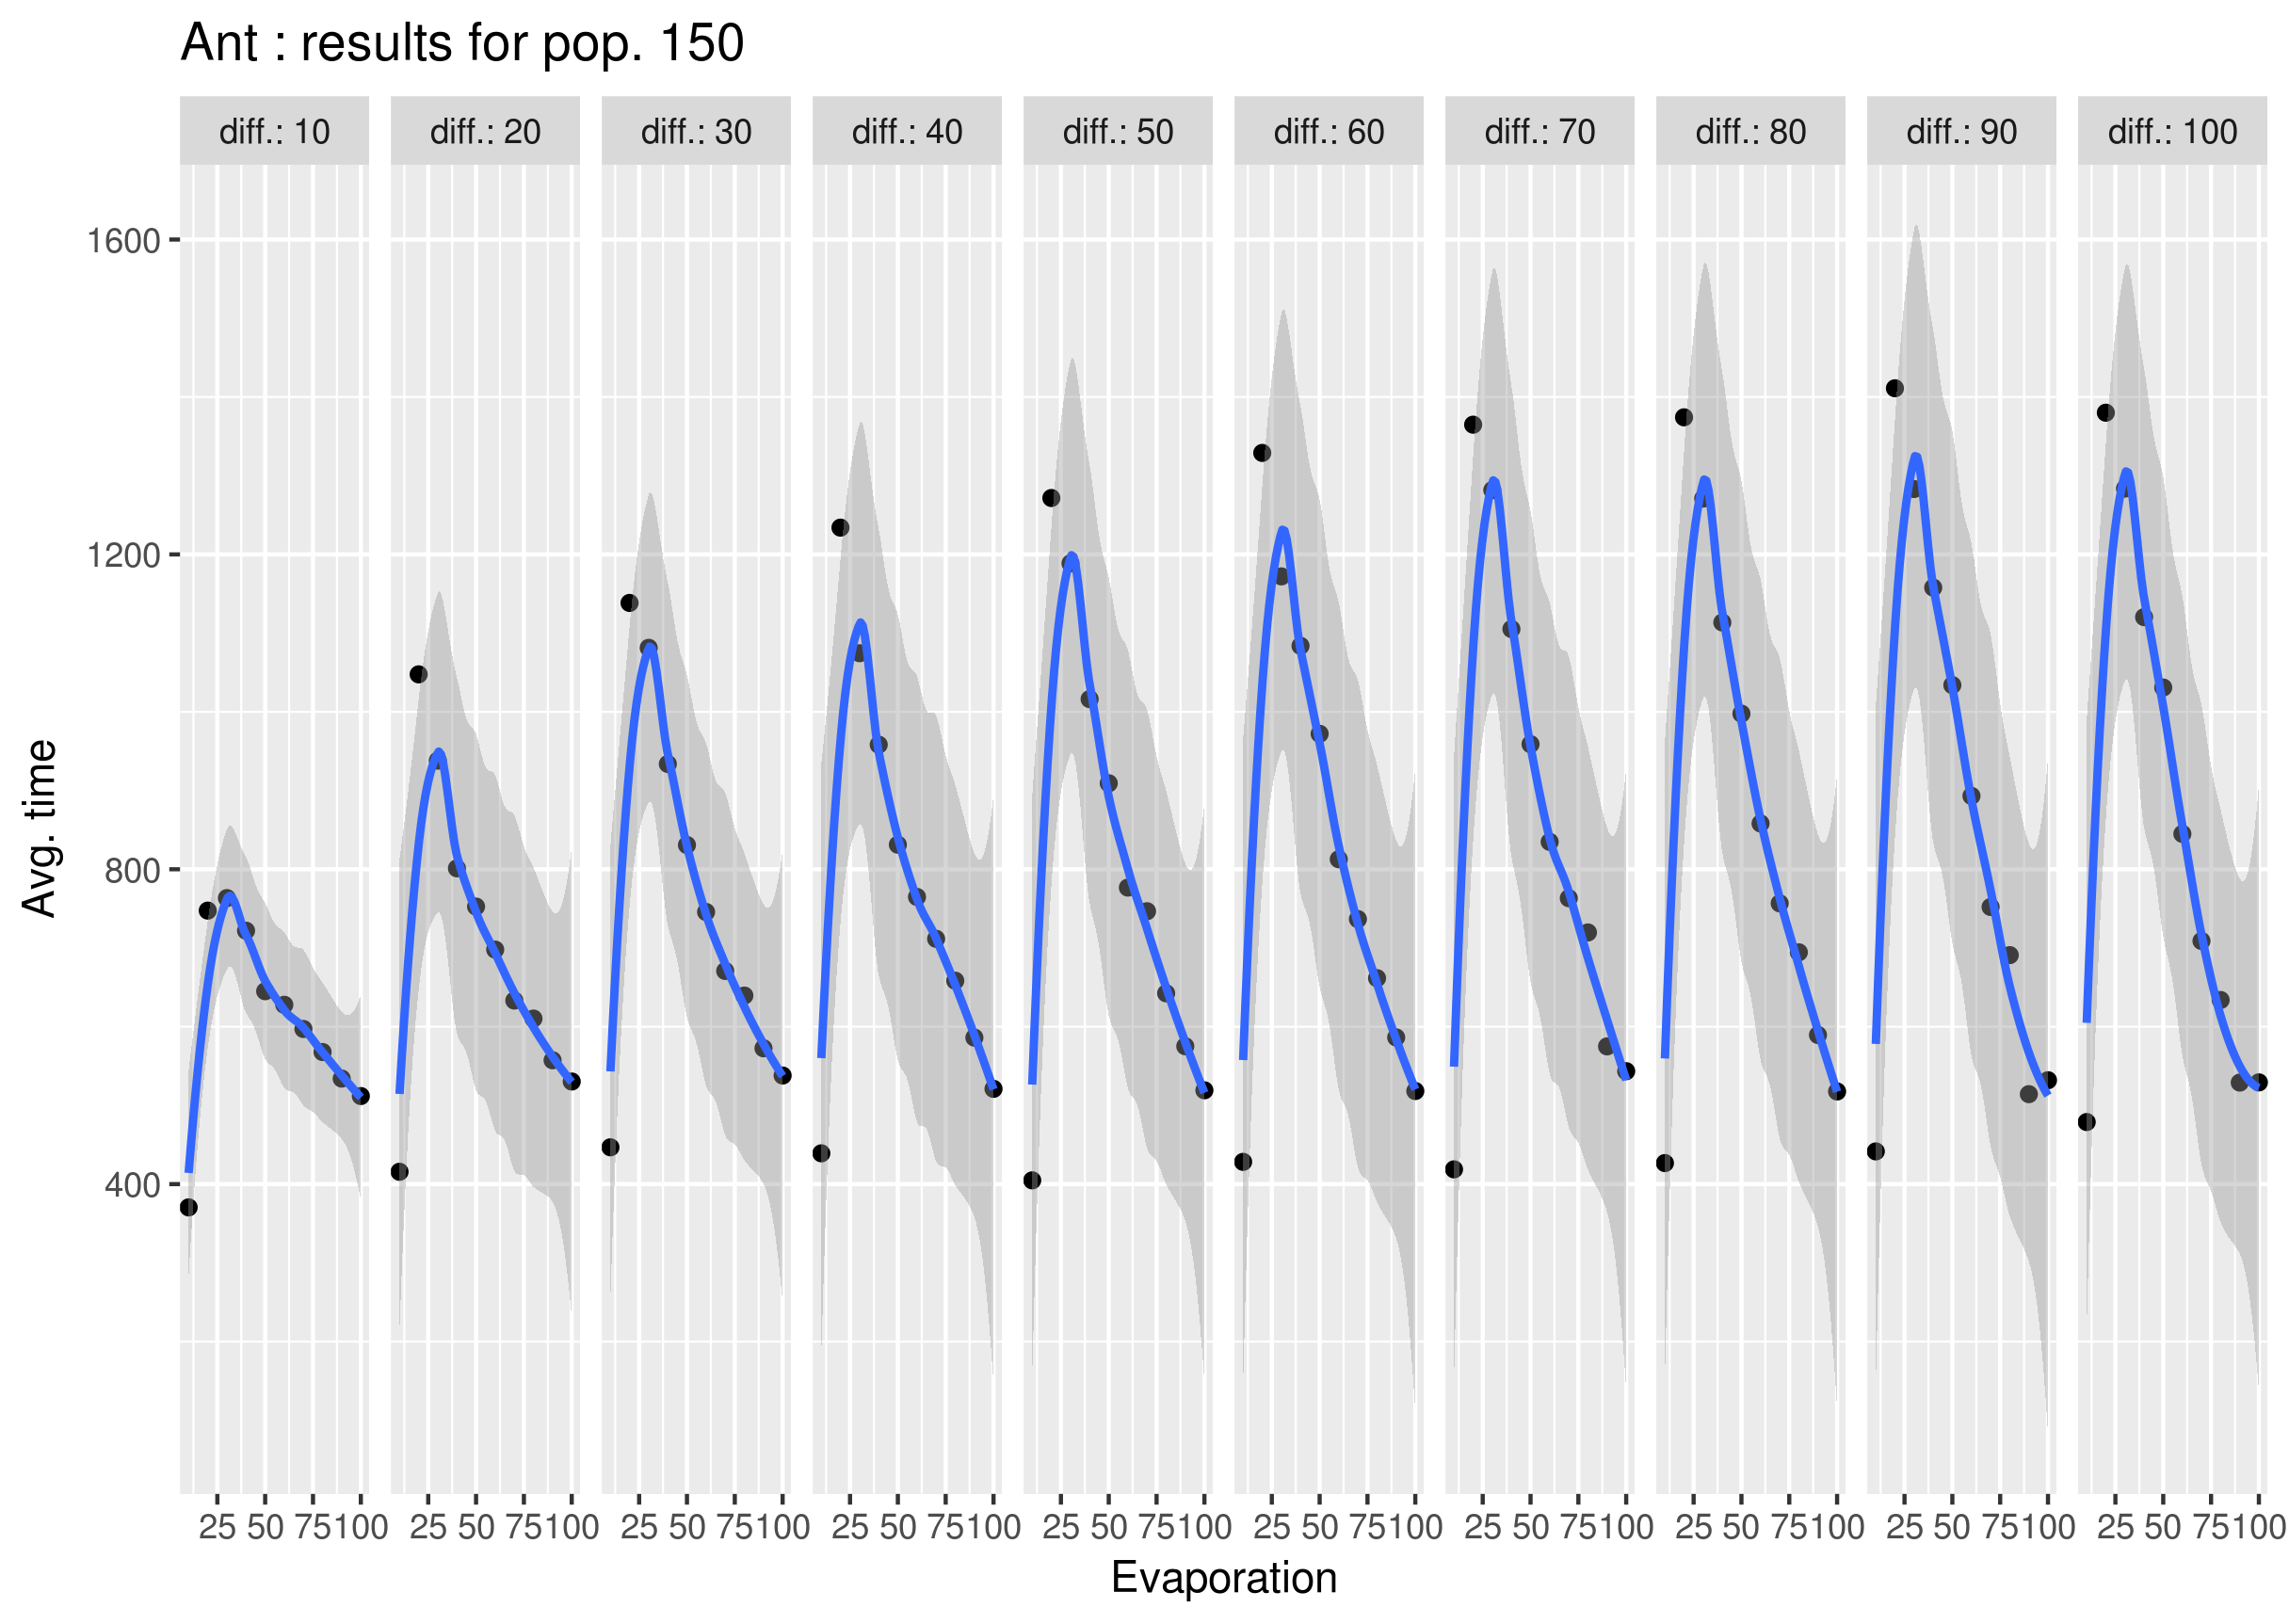 Ant : results for pop. 150
diff.: 10 diff.: 20 diff.: 30 diff.: 40 diff.: 50 diff.: 60 diff.: 70 diff.: 80 diff.: 90 diff.: 100
1600
1200
800
400
Avg. time
25 50 75 100 25 50 75 100 25 50 75 100 25 50 75 100 25 50 75 100 25 50 75 100 25 50 75 100 25 50 75 100 25 50 75 100 25 50 75 100
Evaporation